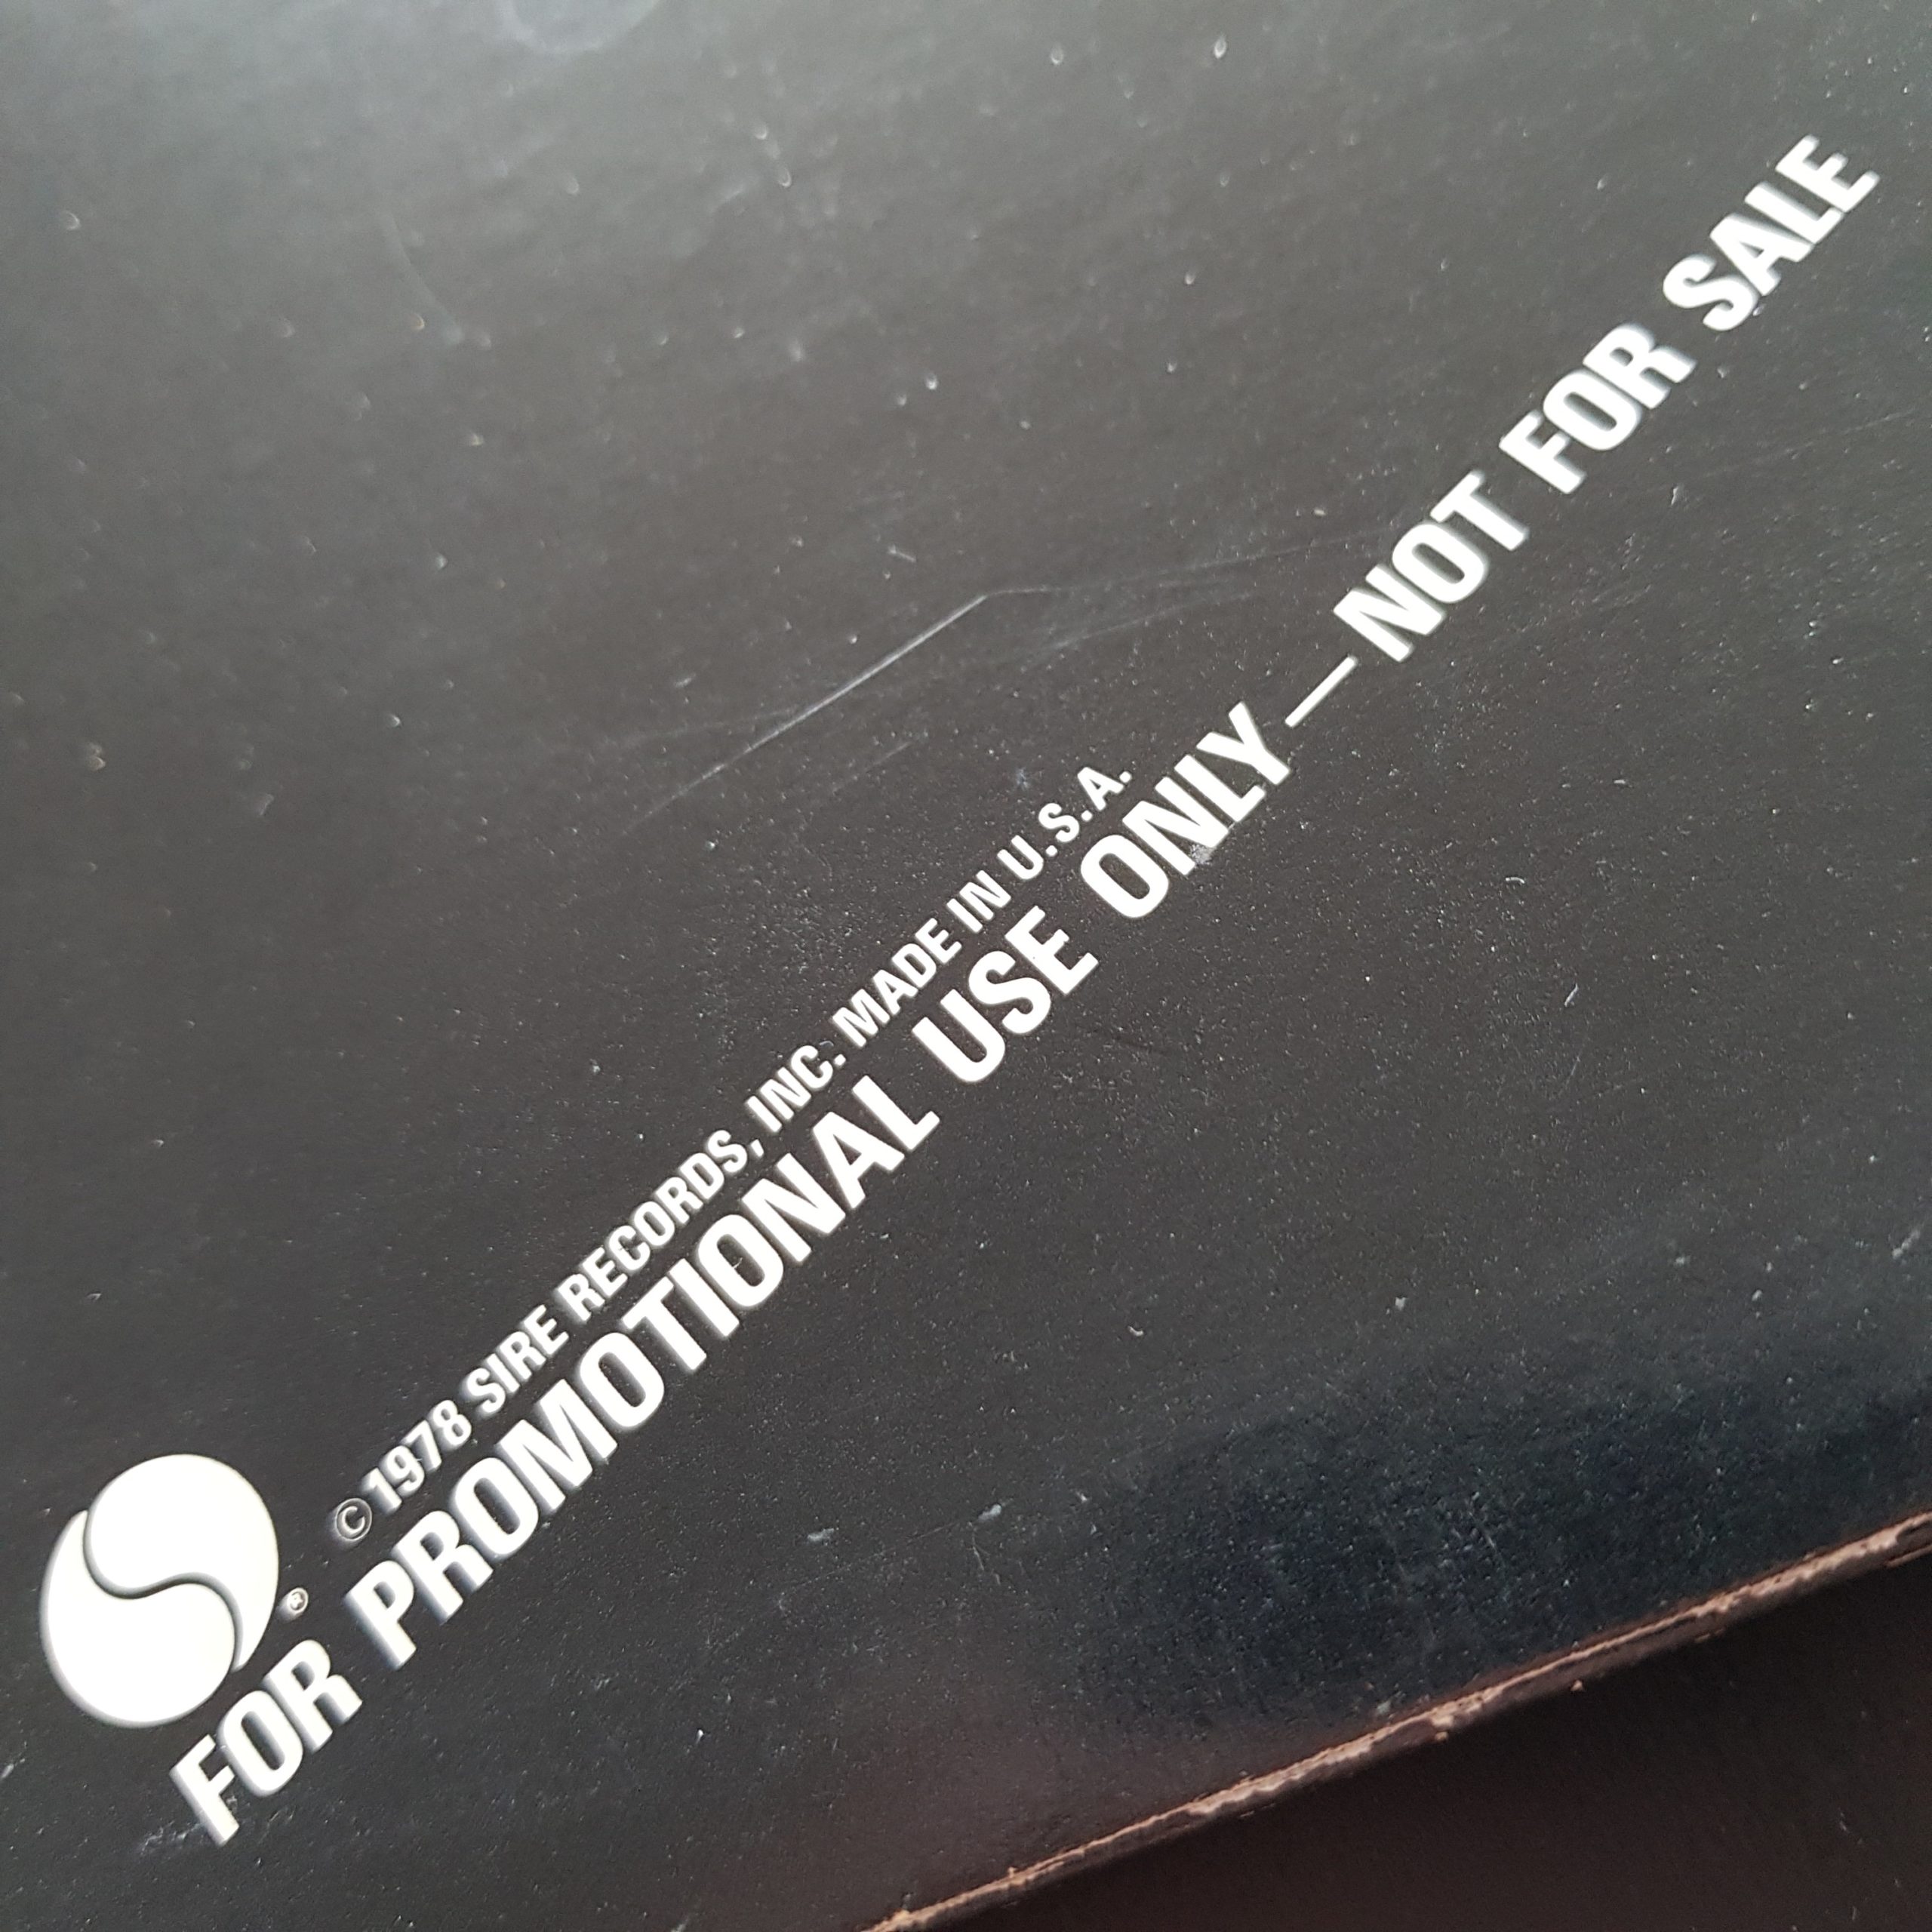 ©1978 SIRE RECORDS, INC. MADE IN U.S.A.
®
FOR PROMOTIONAL USE ONLY—NOT FOR SALE